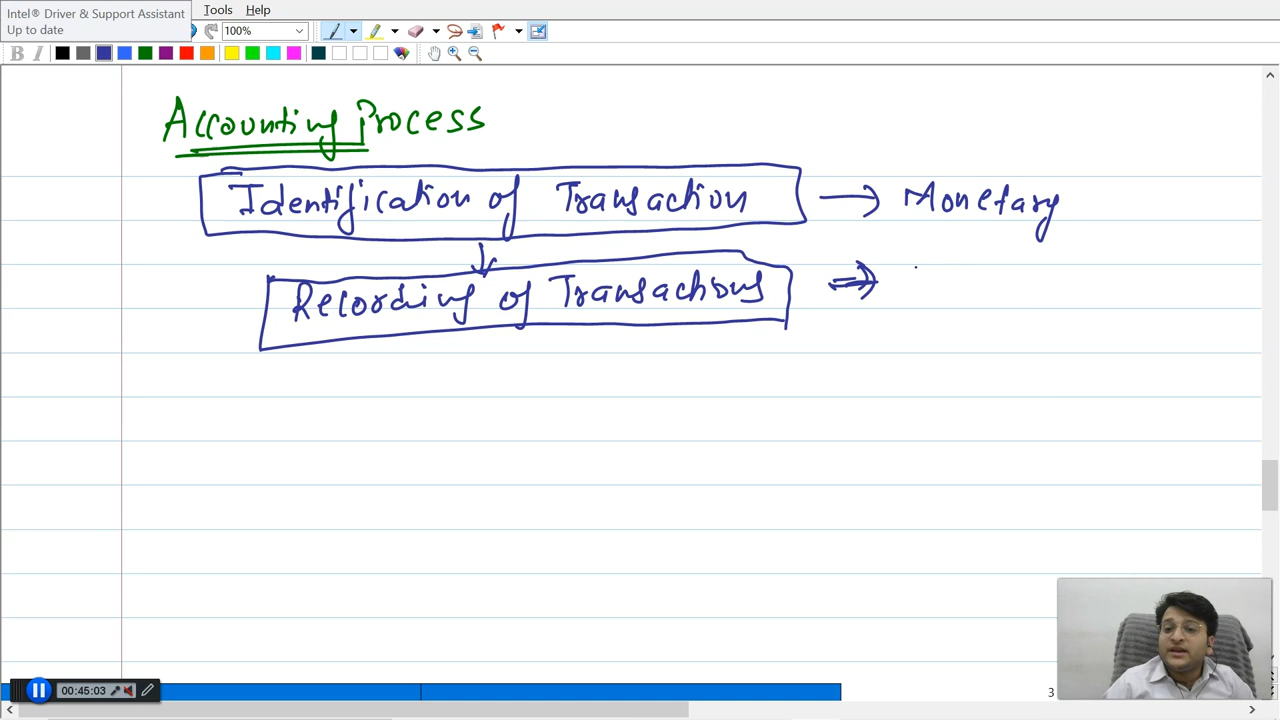 Intel® Driver & Support Assistant
Up to date
Tools Help
100%
B I
Accounting Process
Identification of Transaction → Monetary
↓
Recording of Transactions ⇒
00:45:03
3